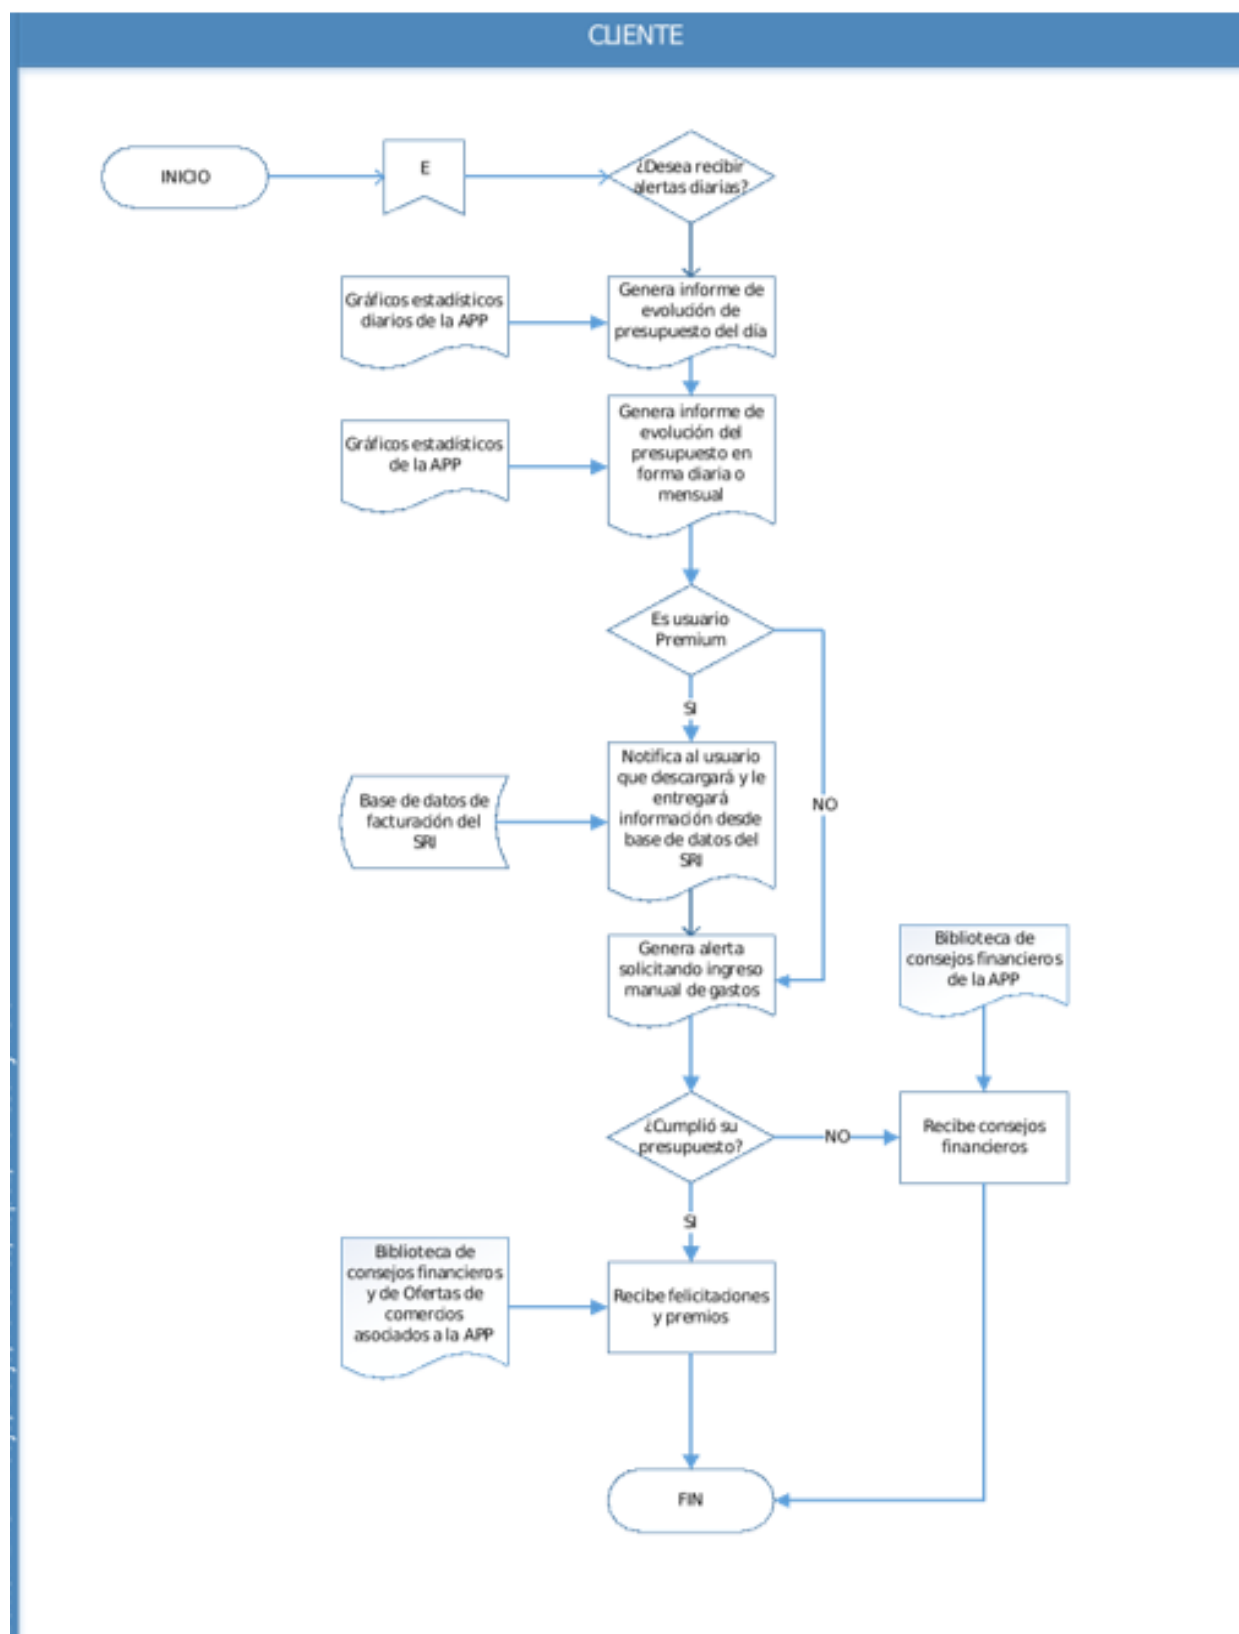 CLIENTE
INICIO
E
¿Desea recibir
alertas diarias?
Gráficos estadísticos
diarios de la APP
Genera informe de
evolución de
presupuesto del día
Gráficos estadísticos
de la APP
Genera informe de
evolución del
presupuesto en
forma diaria o
mensual
Es usuario
Premium
SI
NO
Base de datos de
facturación del
SRI
Notifica al usuario
que descargará y le
entregará
información desde
base de datos del
SRI
Genera alerta
solicitando ingreso
manual de gastos
Biblioteca de
consejos financieros
de la APP
¿Cumplió su
presupuesto?
NO
Recibe consejos
financieros
SI
Biblioteca de
consejos financieros
y de Ofertas de
comercios
asociados a la APP
Recibe felicitaciones
y premios
FIN